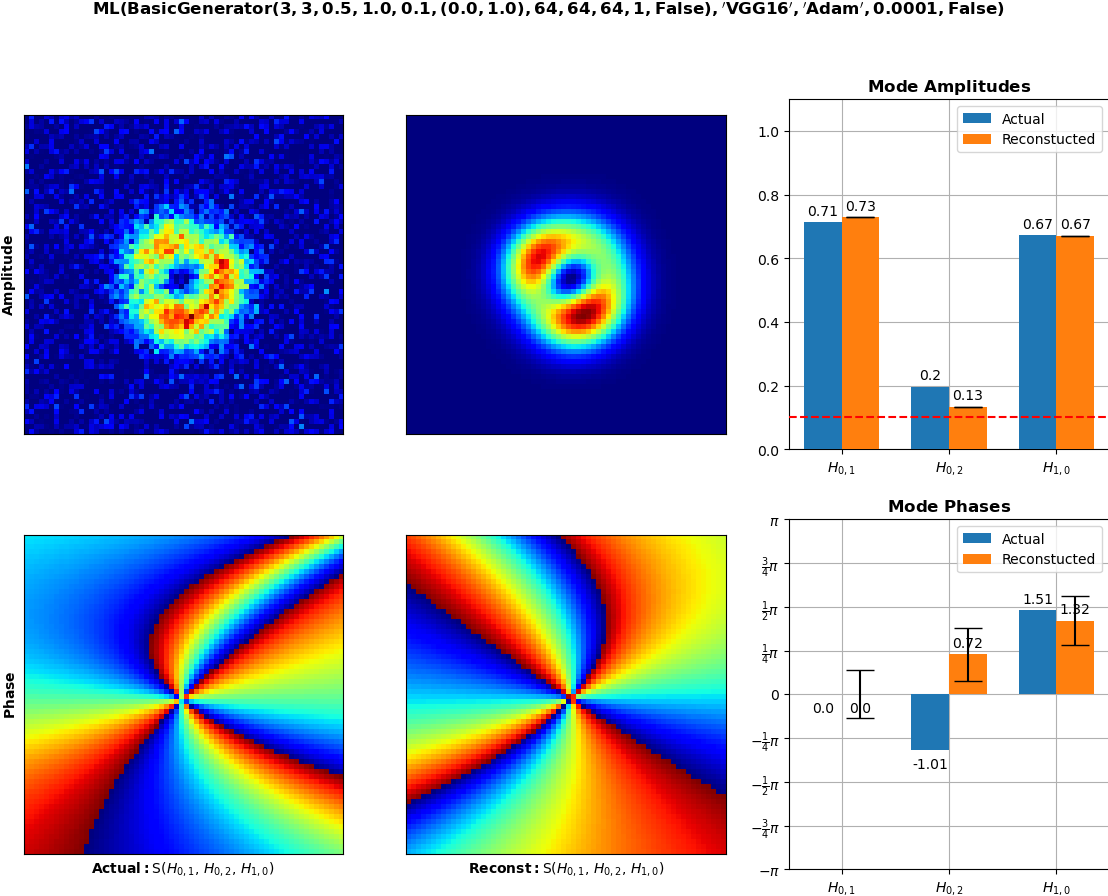 ML(BasicGenerator(3, 3, 0.5, 1.0, 0.1, (0.0, 1.0), 64, 64, 64, 1, False), ′VGG16′, ′Adam′, 0.0001, False)
Amplitude
Mode Amplitudes
Actual
Reconstucted
1.0
0.8
0.6
0.4
0.2
0.0
0.71
0.73
0.2
0.13
0.67
0.67
H0, 1
H0, 2
H1, 0
Phase
Actual: S(H0, 1, H0, 2, H1, 0)
Reconst: S(H0, 1, H0, 2, H1, 0)
Mode Phases
Actual
Reconstucted
π
3/4π
1/2π
1/4π
0
−1/4π
−1/2π
−3/4π
−π
0.0
0.0
-1.01
0.72
1.51
1.32
H0, 1
H0, 2
H1, 0